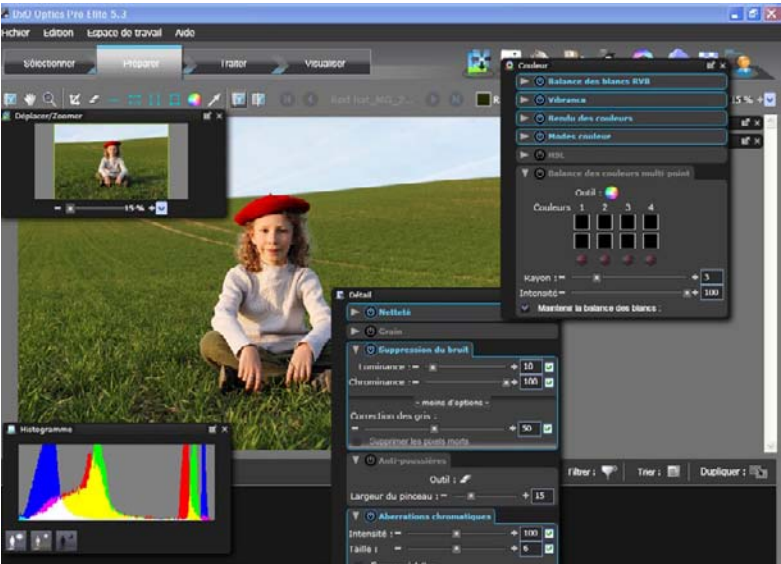 DxO Optics Pro Elite 5.3
Fichier Edition Espace de travail Aide
Sélectionner Préparer Traiter Visualiser
15 %
Déplacer/Zoomer
15 %
Couleur
Balance des blancs RVB
Vibrance
Rendu des couleurs
Modes couleur
HDL
Balance des couleurs multi-point
Outil :
Couleurs 1 2 3 4
Rayon : 5
Intensité 100
Maintenir la balance des blancs :
Détail
Netteté
Grain
Suppression du bruit
Luminance : 10
Chrominance : 100
- moins d'options -
Correction des gris :
50
Supprimer les pixels morts
Anti-poussières
Outil :
Largeur du pinceau : 15
Aberrations chromatiques
Intensité : 100
Taille : 6
Histogramme
Filtrer : Trier : Dupliquer :